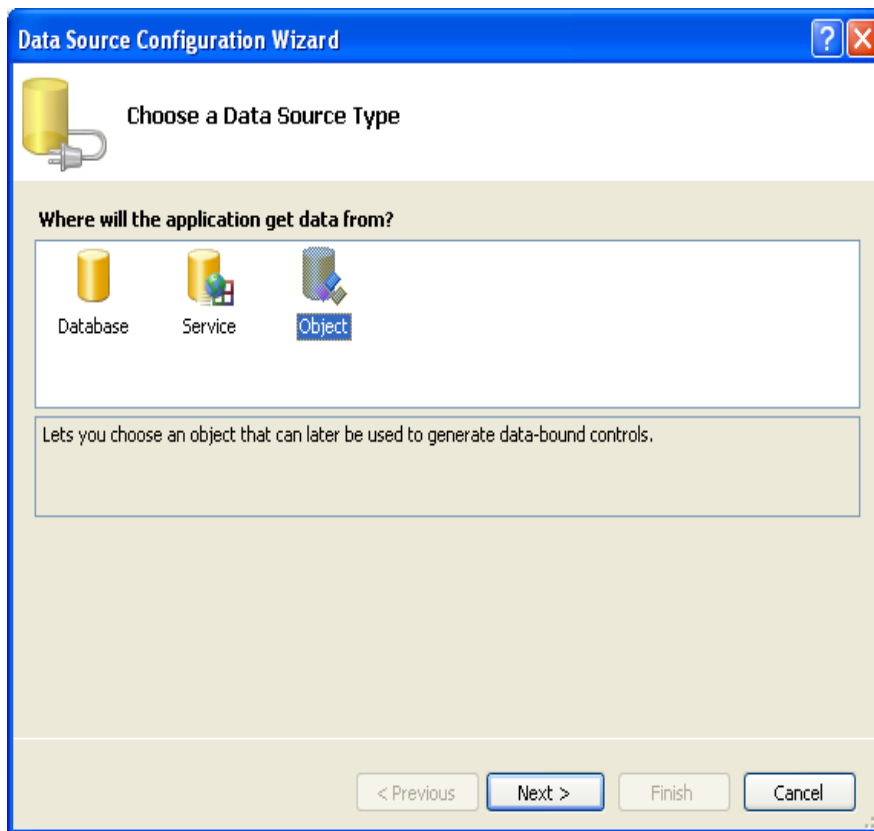 Data Source Configuration Wizard
?
Choose a Data Source Type
Where will the application get data from?
Database Service Object
Lets you choose an object that can later be used to generate data-bound controls.
< Previous Next > Finish Cancel